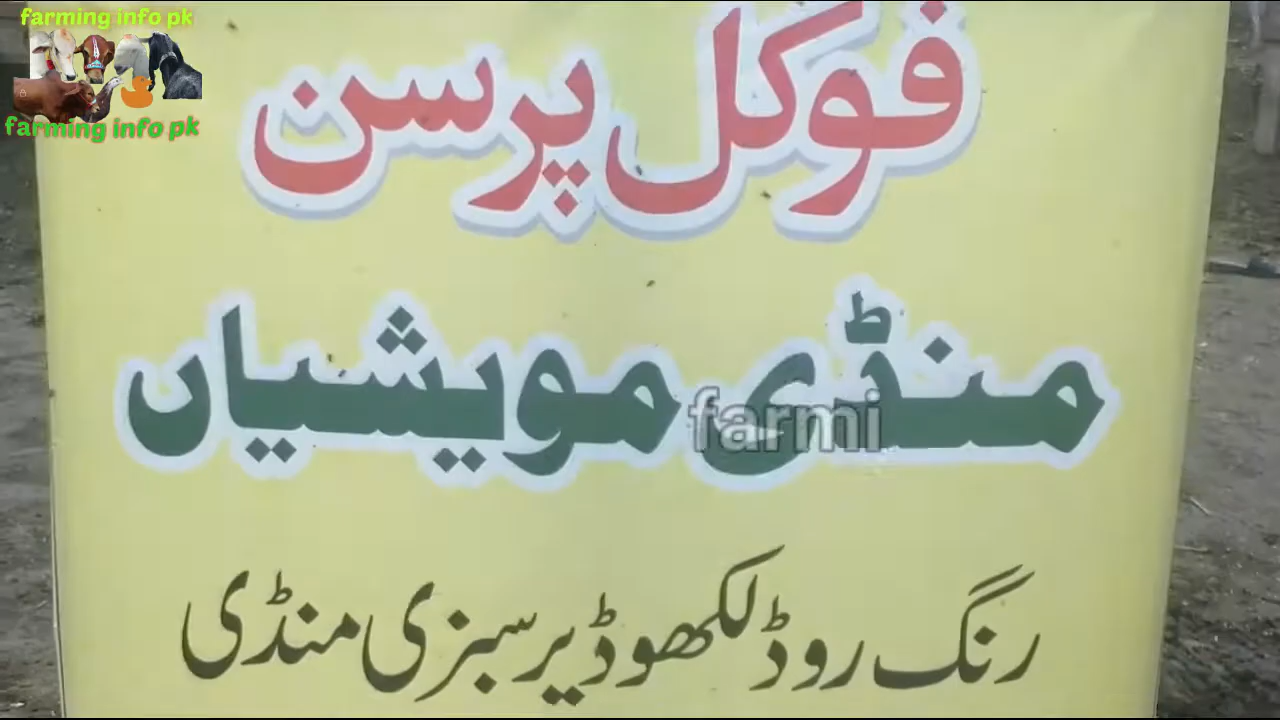 farming info pk
farming info pk
فوکل پرسن
منڈی مویشیاں
farmi
رنگ روڈ لکھوڈیر سبزی منڈی